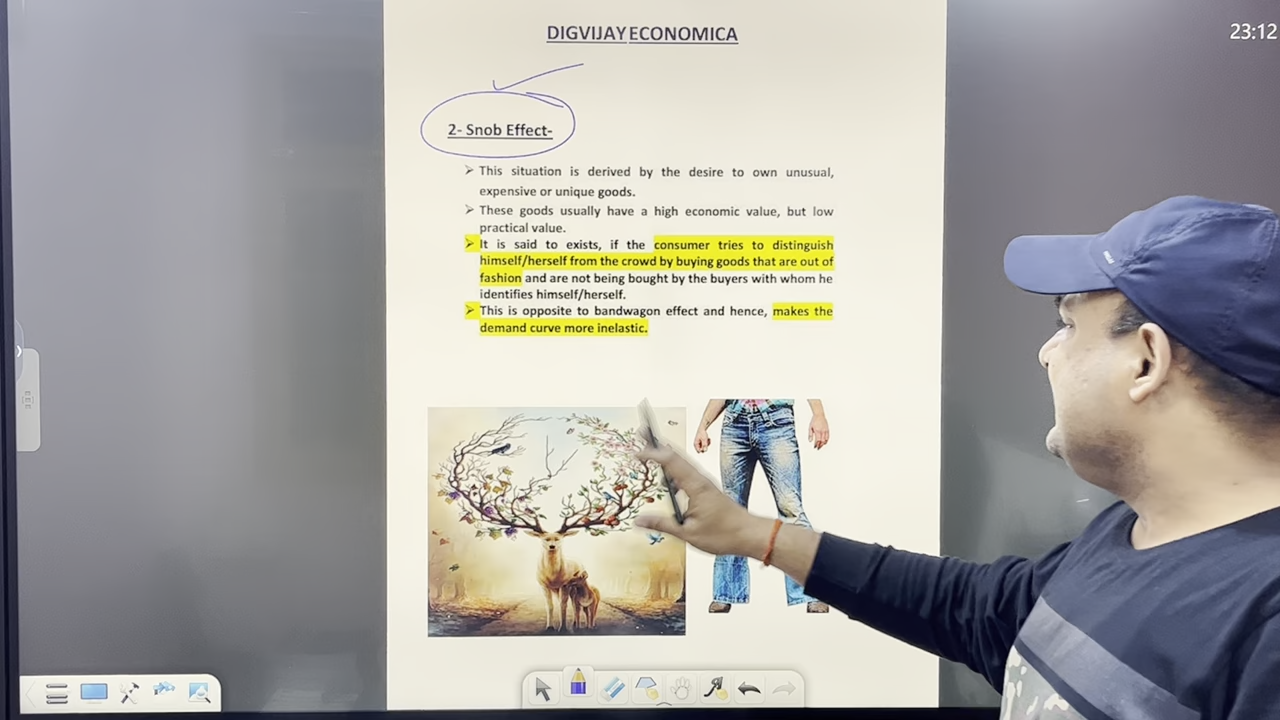 DIGVIJAY ECONOMICA
23:12
2- Snob Effect-
➢ This situation is derived by the desire to own unusual,
expensive or unique goods.
➢ These goods usually have a high economic value, but low
practical value.
➢ It is said to exists, if the consumer tries to distinguish
himself/herself from the crowd by buying goods that are out of
fashion and are not being bought by the buyers with whom he
identifies himself/herself.
➢ This is opposite to bandwagon effect and hence, makes the
demand curve more inelastic.